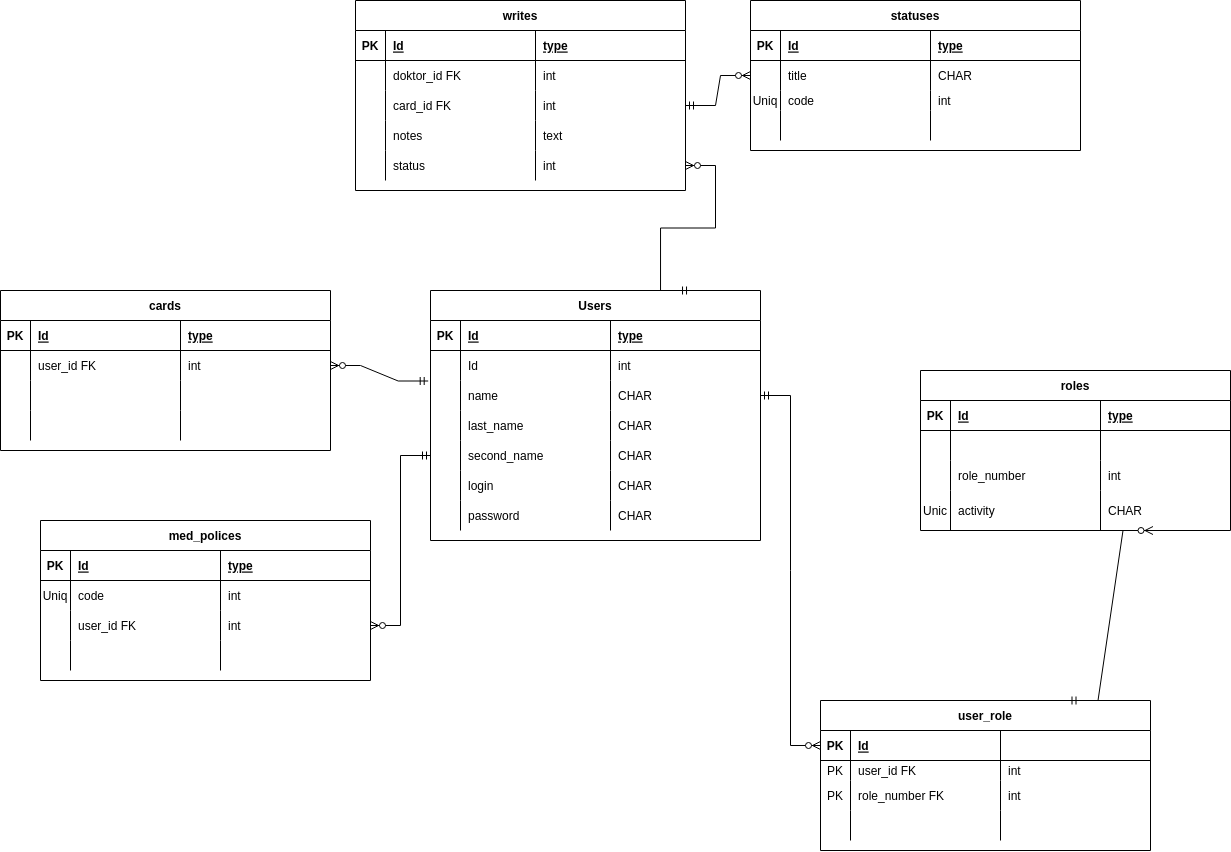 writes
PK Id type
doktor_id FK int
card_id FK int
notes text
status int
statuses
PK Id type
title CHAR
Uniq code int
cards
PK Id type
user_id FK int
Users
PK Id type
Id int
name CHAR
last_name CHAR
second_name CHAR
login CHAR
password CHAR
roles
PK Id type
role_number int
Unic activity CHAR
med_polices
PK Id type
Uniq code int
user_id FK int
user_role
PK Id
PK user_id FK int
PK role_number FK int